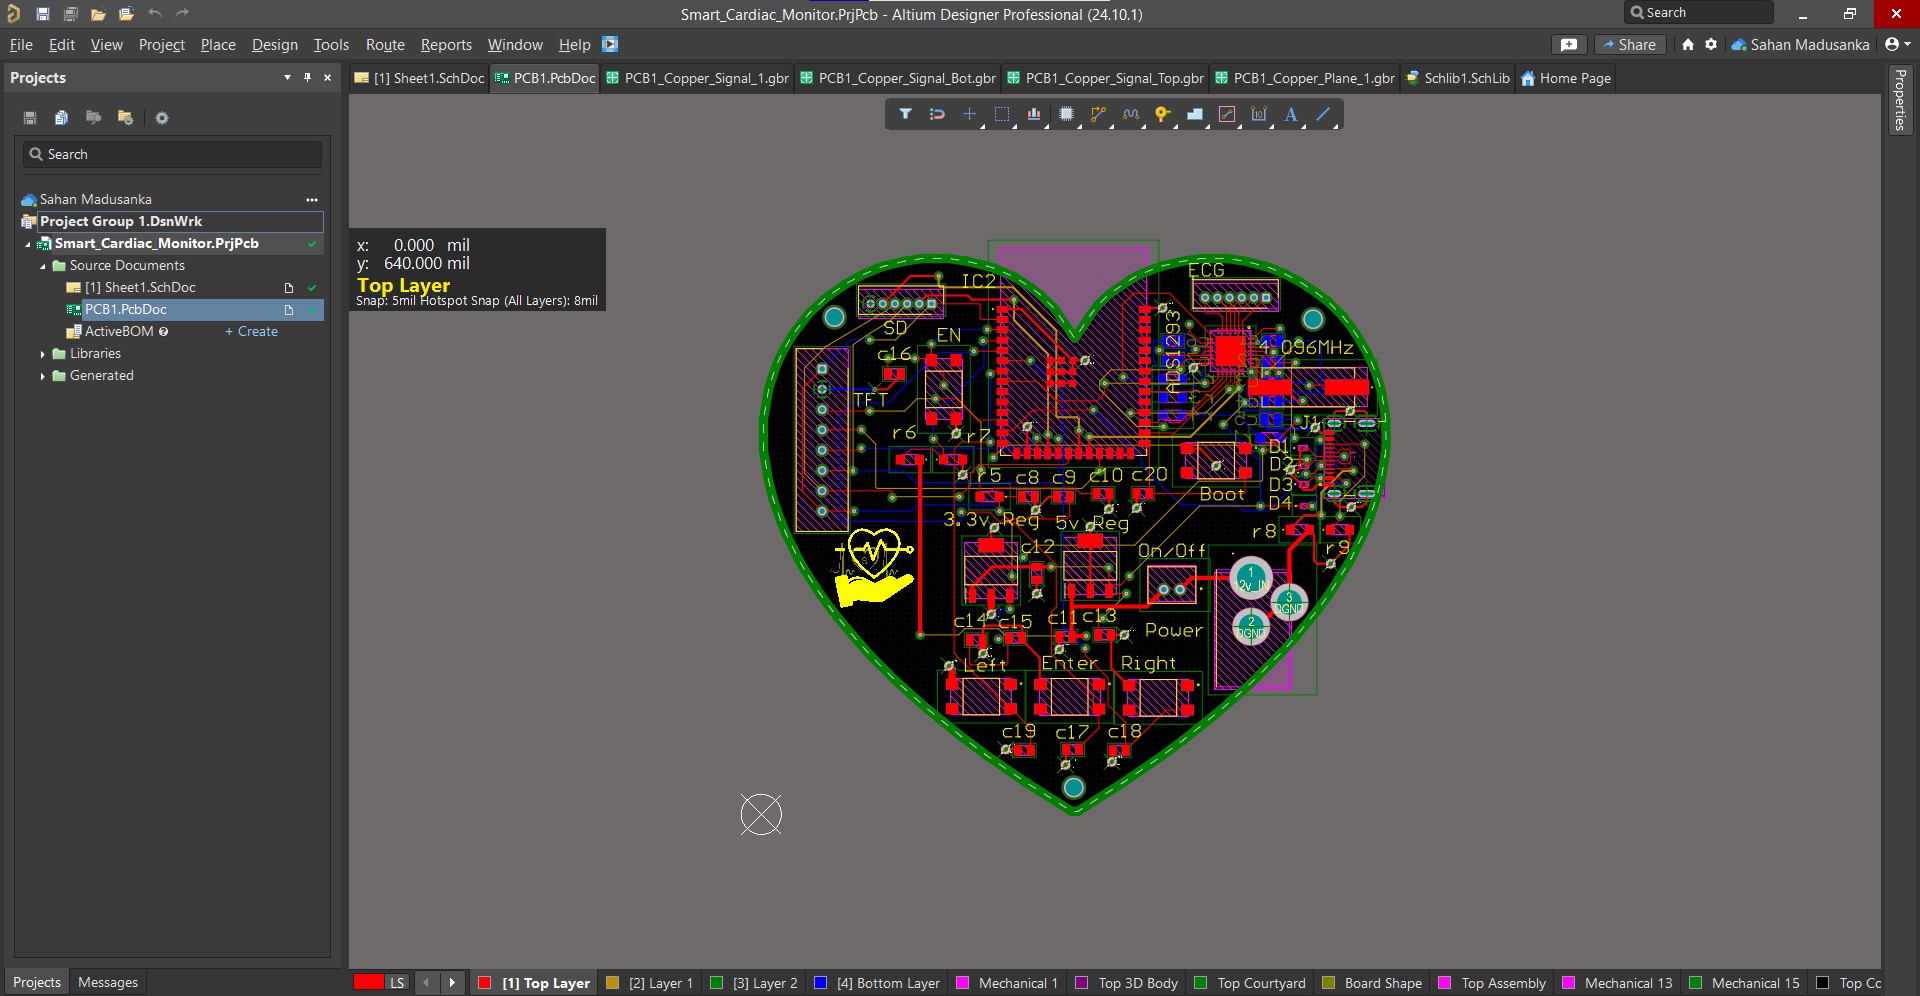 Smart_Cardiac_Monitor.PrjPcb - Altium Designer Professional (24.10.1)
Search
File Edit View Project Place Design Tools Route Reports Window Help
Share
Sahan Madusanka
Projects
[1] Sheet1.SchDoc
PCB1.PcbDoc
PCB1_Copper_Signal_1.gbr
PCB1_Copper_Signal_Bot.gbr
PCB1_Copper_Signal_Top.gbr
PCB1_Copper_Plane_1.gbr
Schlib1.SchLib
Home Page
Properties
Search
Sahan Madusanka
Project Group 1.DsnWrk
Smart_Cardiac_Monitor.PrjPcb
Source Documents
[1] Sheet1.SchDoc
PCB1.PcbDoc
ActiveBOM + Create
Libraries
Generated
x: 0.000 mil
y: 640.000 mil
Top Layer
Snap: 5mil Hotspot Snap (All Layers): 8mil
ECG
IC2
SD
EN
ADS1293
4.096MHz
c16
TFT
J1
r6 r7
D1
D2
D3
D4
r5 c8 c9 c10 c20
Boot
3.3v Reg 5v Reg
r8
r9
c12
On/Off
1
12v_IN
3
DGND
2
DGND
c14 c15 c11 c13
Power
Left Enter Right
c19 c17 c18
Projects Messages
LS
[1] Top Layer
[2] Layer 1
[3] Layer 2
[4] Bottom Layer
Mechanical 1
Top 3D Body
Top Courtyard
Board Shape
Top Assembly
Mechanical 13
Mechanical 15
Top Cc